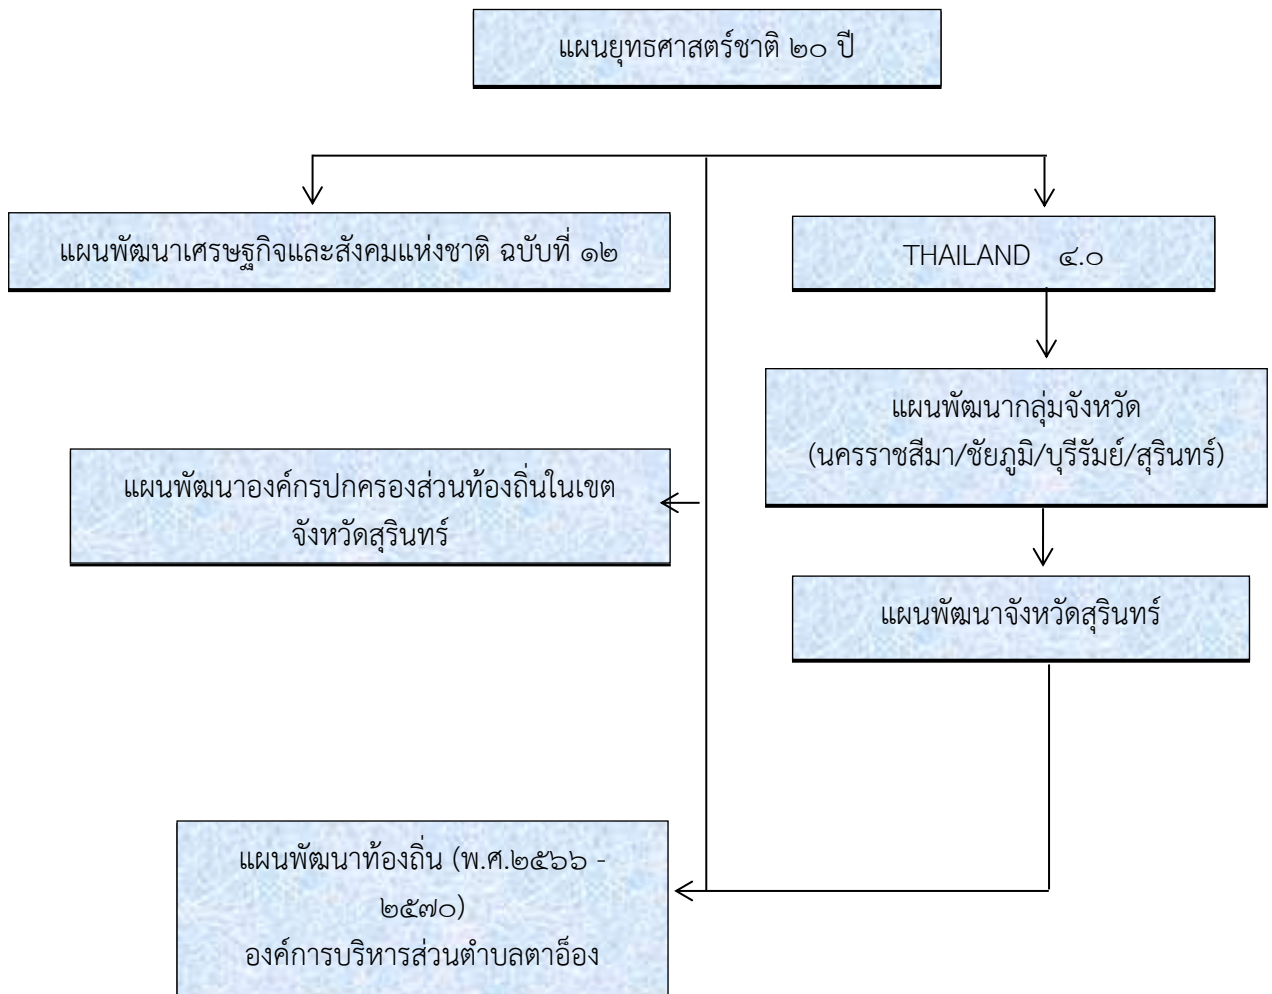 แผนยุทธศาสตร์ชาติ ๒๐ ปี
แผนพัฒนาเศรษฐกิจและสังคมแห่งชาติ ฉบับที่ ๑๒
THAILAND ๔.๐
แผนพัฒนากลุ่มจังหวัด
(นครราชสีมา/ชัยภูมิ/บุรีรัมย์/สุรินทร์)
แผนพัฒนาองค์กรปกครองส่วนท้องถิ่นในเขต
จังหวัดสุรินทร์
แผนพัฒนาจังหวัดสุรินทร์
แผนพัฒนาท้องถิ่น (พ.ศ.๒๕๖๖ -
๒๕๗๐)
องค์การบริหารส่วนตำบลตาอ็อง